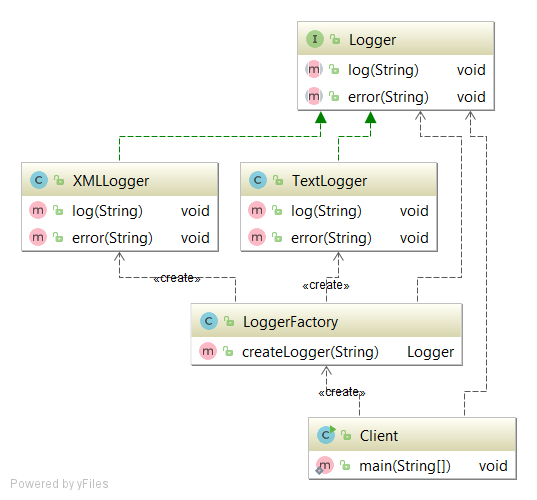 I Logger
m log(String) void
m error(String) void
C XMLLogger
m log(String) void
m error(String) void
C TextLogger
m log(String) void
m error(String) void
«create»
«create»
C LoggerFactory
m createLogger(String) Logger
«create»
C Client
m main(String[]) void
Powered by yFiles